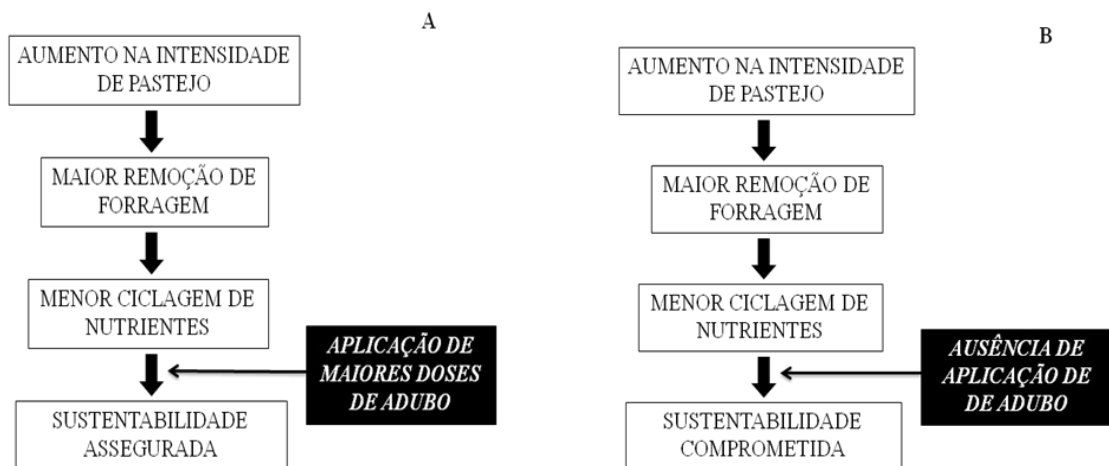 A
AUMENTO NA INTENSIDADE
DE PASTEJO
MAIOR REMOÇÃO DE
FORRAGEM
MENOR CICLAGEM DE
NUTRIENTES
APLICAÇÃO DE
MAIORES DOSES
DE ADUBO
SUSTENTABILIDADE
ASSEGURADA
B
AUMENTO NA INTENSIDADE
DE PASTEJO
MAIOR REMOÇÃO DE
FORRAGEM
MENOR CICLAGEM DE
NUTRIENTES
AUSÊNCIA DE
APLICAÇÃO DE
DE ADUBO
SUSTENTABILIDADE
COMPROMETIDA